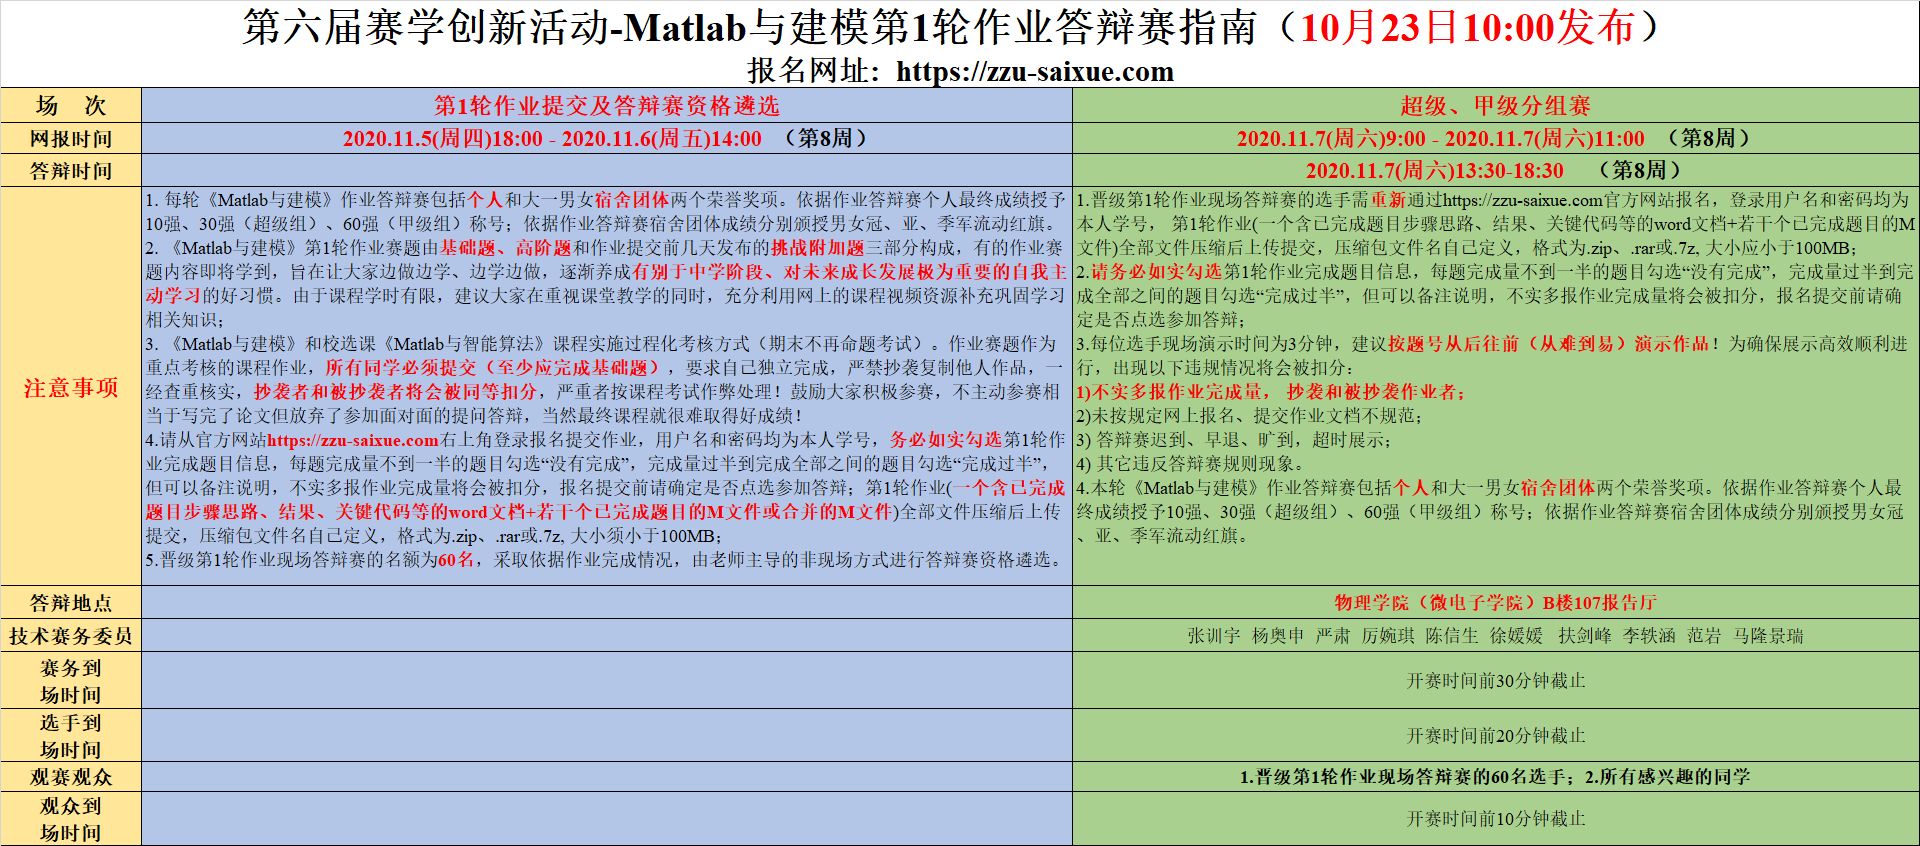 第六届赛学创新活动-Matlab与建模第1轮作业答辩赛指南（10月23日10:00发布）
报名网址：https://zzu-saixue.com
场 次
第1轮作业提交及答辩赛资格遴选
超级、甲级分组赛
网报时间
2020.11.5(周四)18:00 - 2020.11.6(周五)14:00 （第8周）
2020.11.7(周六)9:00 - 2020.11.7(周六)11:00 （第8周）
答辩时间
2020.11.7(周六)13:30-18:30 （第8周）
注意事项
1. 每轮《Matlab与建模》作业答辩赛包括个人和大一男女宿舍团体两个荣誉奖项。依据作业答辩赛个人最终成绩授予
10强、30强（超级组）、60强（甲级组）称号；依据作业答辩赛宿舍团体成绩分别颁授男女冠、亚、季军流动红旗。
2. 《Matlab与建模》第1轮作业赛题由基础题、高阶题和作业提交前几天发布的挑战附加题三部分构成，有的作业赛
题内容即将学到，旨在让大家边做边学、边学边做，逐渐养成有别于中学阶段、对未来成长发展极为重要的自我主
动学习的好习惯。由于课程学时有限，建议大家在重视课堂教学的同时，充分利用网上的课程视频资源补充巩固学习
相关知识；
3. 《Matlab与建模》和校选课《Matlab与智能算法》课程实施过程化考核方式（期末不再命题考试）。作业赛题作为
重点考核的课程作业，所有同学必须提交（至少应完成基础题），要求自己独立完成，严禁抄袭复制他人作品，一
经查重核实，抄袭者和被抄袭者将会被同等扣分，严重者按课程考试作弊处理！鼓励大家积极参赛，不主动参赛相
当于写完了论文但放弃了参加面对面的提问答辩，当然最终课程就很难取得好成绩！
4.请从官方网站https://zzu-saixue.com右上角登录报名提交作业，用户名和密码均为本人学号，务必如实勾选第1轮作
业完成题目信息，每题完成量不到一半的题目勾选“没有完成”，完成量过半到完成全部之间的题目勾选“完成过半”，
但可以备注说明，不实多报作业完成量将会被扣分，报名提交前请确定是否点选参加答辩；第1轮作业(一个含已完成
题目步骤思路、结果、关键代码等的word文档+若干个已完成题目的M文件或合并的M文件)全部文件压缩后上传
提交，压缩包文件名自己定义，格式为.zip、.rar或.7z, 大小须小于100MB；
5.晋级第1轮作业现场答辩赛的名额为60名，采取依据作业完成情况，由老师主导的非现场方式进行答辩赛资格遴选。
1.晋级第1轮作业现场答辩赛的选手需重新通过https://zzu-saixue.com官方网站报名，登录用户名和密码均为
本人学号， 第1轮作业(一个含已完成题目步骤思路、结果、关键代码等的word文档+若干个已完成题目的M
文件)全部文件压缩后上传提交，压缩包文件名自己定义，格式为.zip、.rar或.7z, 大小应小于100MB；
2.请务必如实勾选第1轮作业完成题目信息，每题完成量不到一半的题目勾选“没有完成”，完成量过半到完
成全部之间的题目勾选“完成过半”，但可以备注说明，不实多报作业完成量将会被扣分，报名提交前请确
定是否点选参加答辩；
3.每位选手现场演示时间为3分钟，建议按题号从后往前（从难到易）演示作品！为确保展示高效顺利进
行，出现以下违规情况将会被扣分：
1)不实多报作业完成量， 抄袭和被抄袭作业者；
2)未按规定网上报名、提交作业文档不规范；
3) 答辩赛迟到、早退、旷到，超时展示；
4) 其它违反答辩赛规则现象。
4.本轮《Matlab与建模》作业答辩赛包括个人和大一男女宿舍团体两个荣誉奖项。依据作业答辩赛个人最
终成绩授予10强、30强（超级组）、60强（甲级组）称号；依据作业答辩赛宿舍团体成绩分别颁授男女冠
、亚、季军流动红旗。
答辩地点
物理学院（微电子学院）B楼107报告厅
技术赛务委员
张训宇 杨奥申 严肃 厉婉琪 陈信生 徐媛媛 扶剑峰 李轶涵 范岩 马隆景瑞
赛务到
场时间
开赛时间前30分钟截止
选手到
场时间
开赛时间前20分钟截止
观赛观众
1.晋级第1轮作业现场答辩赛的60名选手；2.所有感兴趣的同学
观众到
场时间
开赛时间前10分钟截止